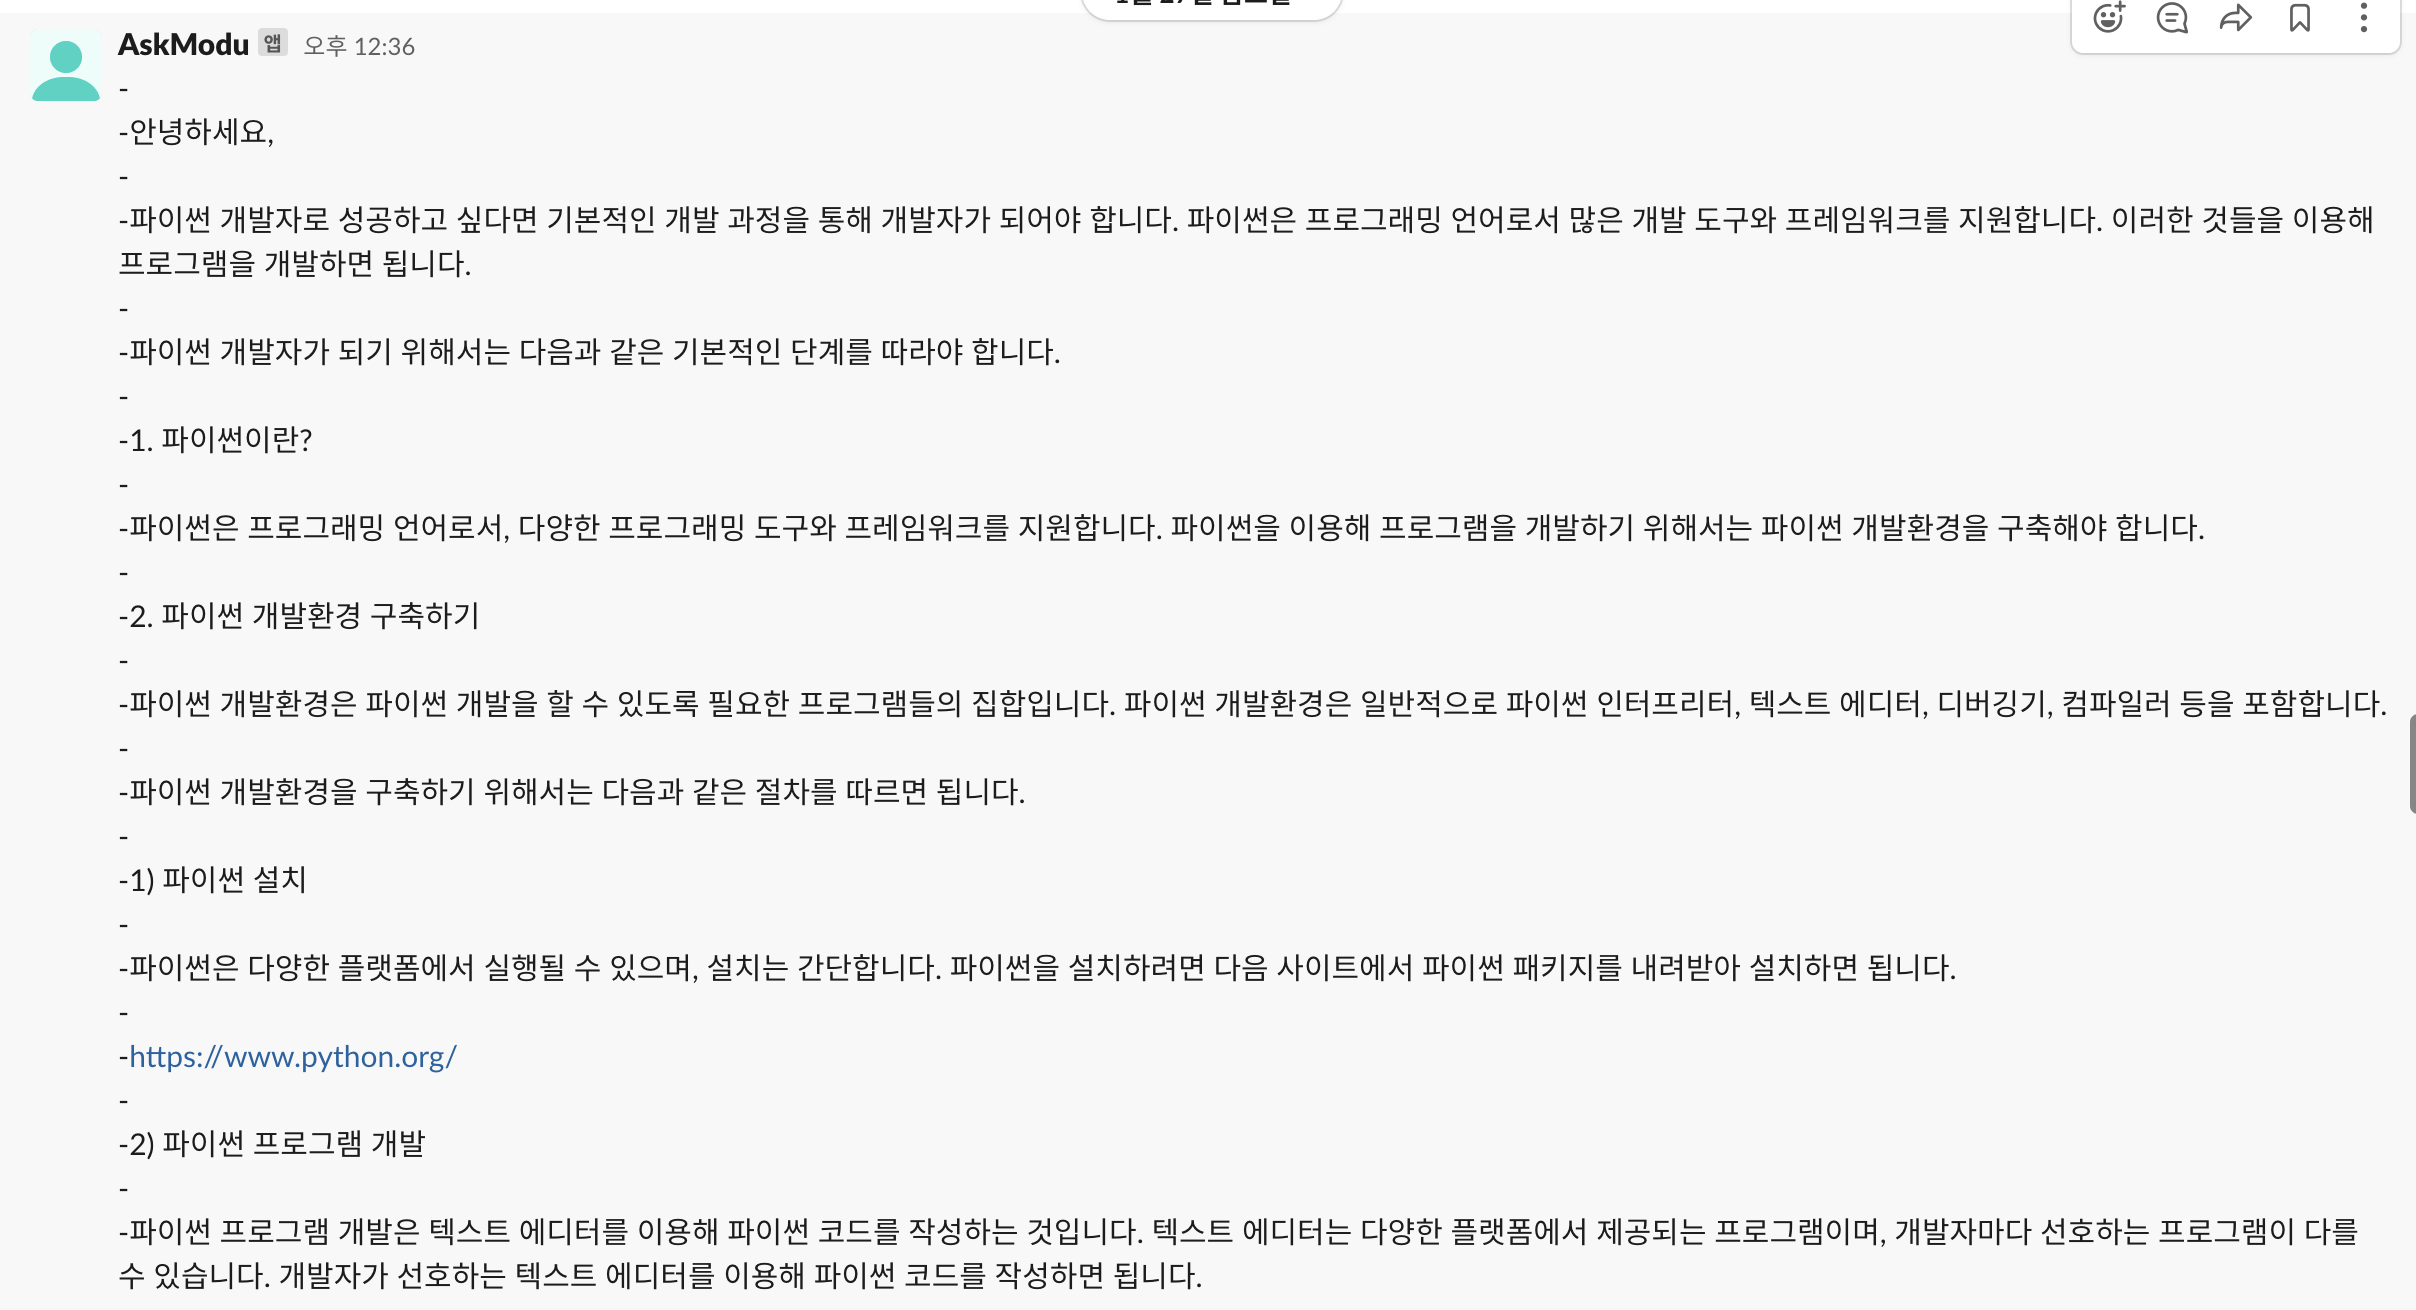 AskModu 앱 오후 12:36
-
-안녕하세요,
-
-파이썬 개발자로 성공하고 싶다면 기본적인 개발 과정을 통해 개발자가 되어야 합니다. 파이썬은 프로그래밍 언어로서 많은 개발 도구와 프레임워크를 지원합니다. 이러한 것들을 이용해
프로그램을 개발하면 됩니다.
-
-파이썬 개발자가 되기 위해서는 다음과 같은 기본적인 단계를 따라야 합니다.
-
-1. 파이썬이란?
-
-파이썬은 프로그래밍 언어로서, 다양한 프로그래밍 도구와 프레임워크를 지원합니다. 파이썬을 이용해 프로그램을 개발하기 위해서는 파이썬 개발환경을 구축해야 합니다.
-
-2. 파이썬 개발환경 구축하기
-
-파이썬 개발환경은 파이썬 개발을 할 수 있도록 필요한 프로그램들의 집합입니다. 파이썬 개발환경은 일반적으로 파이썬 인터프리터, 텍스트 에디터, 디버깅기, 컴파일러 등을 포함합니다.
-
-파이썬 개발환경을 구축하기 위해서는 다음과 같은 절차를 따르면 됩니다.
-
-1) 파이썬 설치
-
-파이썬은 다양한 플랫폼에서 실행될 수 있으며, 설치는 간단합니다. 파이썬을 설치하려면 다음 사이트에서 파이썬 패키지를 내려받아 설치하면 됩니다.
-
-https://www.python.org/
-
-2) 파이썬 프로그램 개발
-
-파이썬 프로그램 개발은 텍스트 에디터를 이용해 파이썬 코드를 작성하는 것입니다. 텍스트 에디터는 다양한 플랫폼에서 제공되는 프로그램이며, 개발자마다 선호하는 프로그램이 다를
수 있습니다. 개발자가 선호하는 텍스트 에디터를 이용해 파이썬 코드를 작성하면 됩니다.